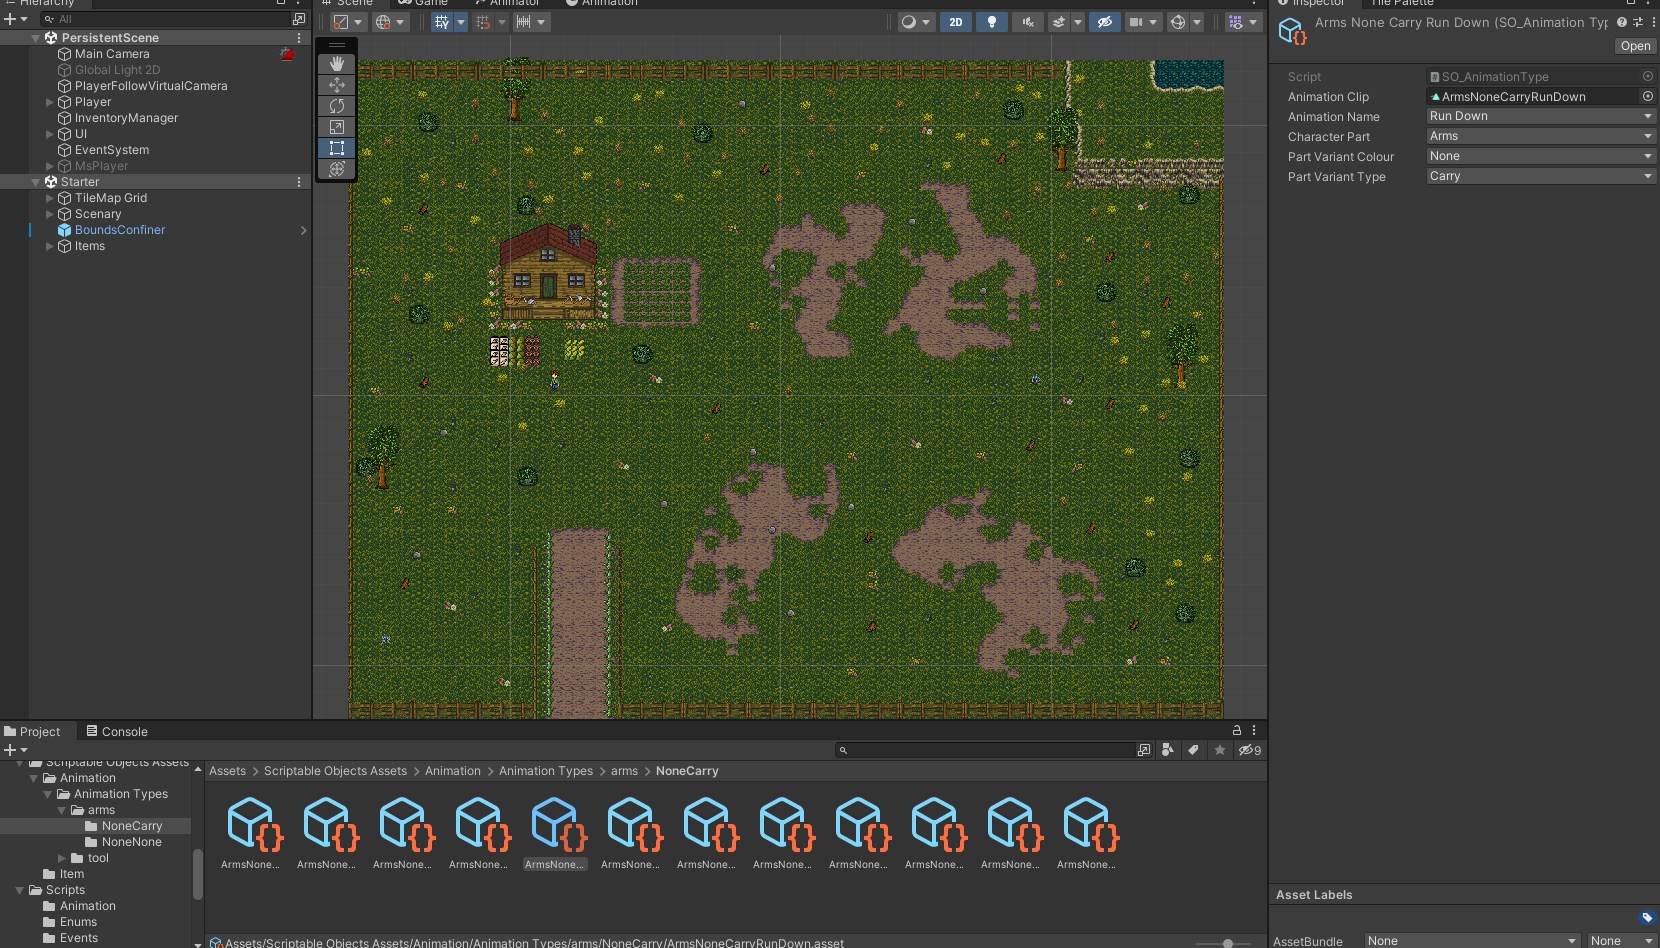 Hierarchy
All
PersistentScene
Main Camera
Global Light 2D
PlayerFollowVirtualCamera
Player
InventoryManager
UI
EventSystem
MsPlayer
Starter
TileMap Grid
Scenary
BoundsConfiner
Items
Scene
Game
Animator
Animation
2D
Inspector
Tile Palette
Arms None Carry Run Down (SO_Animation Typ
Open
Script
SO_AnimationType
Animation Clip
ArmsNoneCarryRunDown
Animation Name
Run Down
Character Part
Arms
Part Variant Colour
None
Part Variant Type
Carry
Project
Console
9
Scriptable Objects Assets
Animation
Animation Types
arms
NoneCarry
NoneNone
tool
Item
Scripts
Animation
Enums
Events
Assets > Scriptable Objects Assets > Animation > Animation Types > arms > NoneCarry
ArmsNone... ArmsNone... ArmsNone... ArmsNone... ArmsNone... ArmsNone... ArmsNone... ArmsNone... ArmsNone... ArmsNone... ArmsNone... ArmsNone...
Assets/Scriptable Objects Assets/Animation/Animation Types/arms/NoneCarry/ArmsNoneCarryRunDown.asset
Asset Labels
AssetBundle
None
None